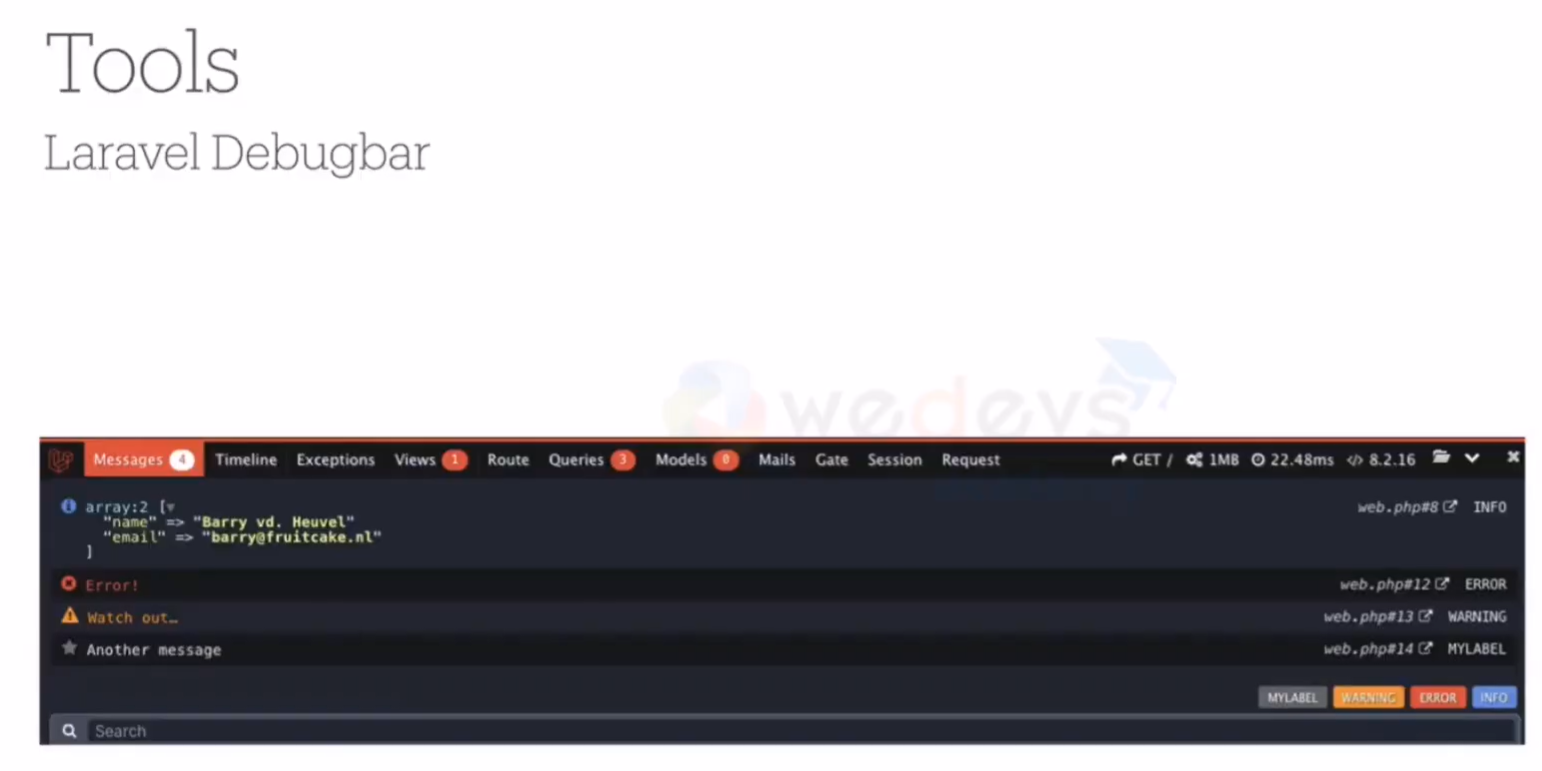 Tools
Laravel Debugbar
wedevs
Messages 4 Timeline Exceptions Views 1 Route Queries 3 Models 0 Mails Gate Session Request GET / 1MB 22.48ms </> 8.2.16
array:2 [ web.php#8 INFO
"name" => "Barry vd. Heuvel"
"email" => "barry@fruitcake.nl"
]
Error! web.php#12 ERROR
Watch out… web.php#13 WARNING
Another message web.php#14 MYLABEL
MYLABEL WARNING ERROR INFO
Search